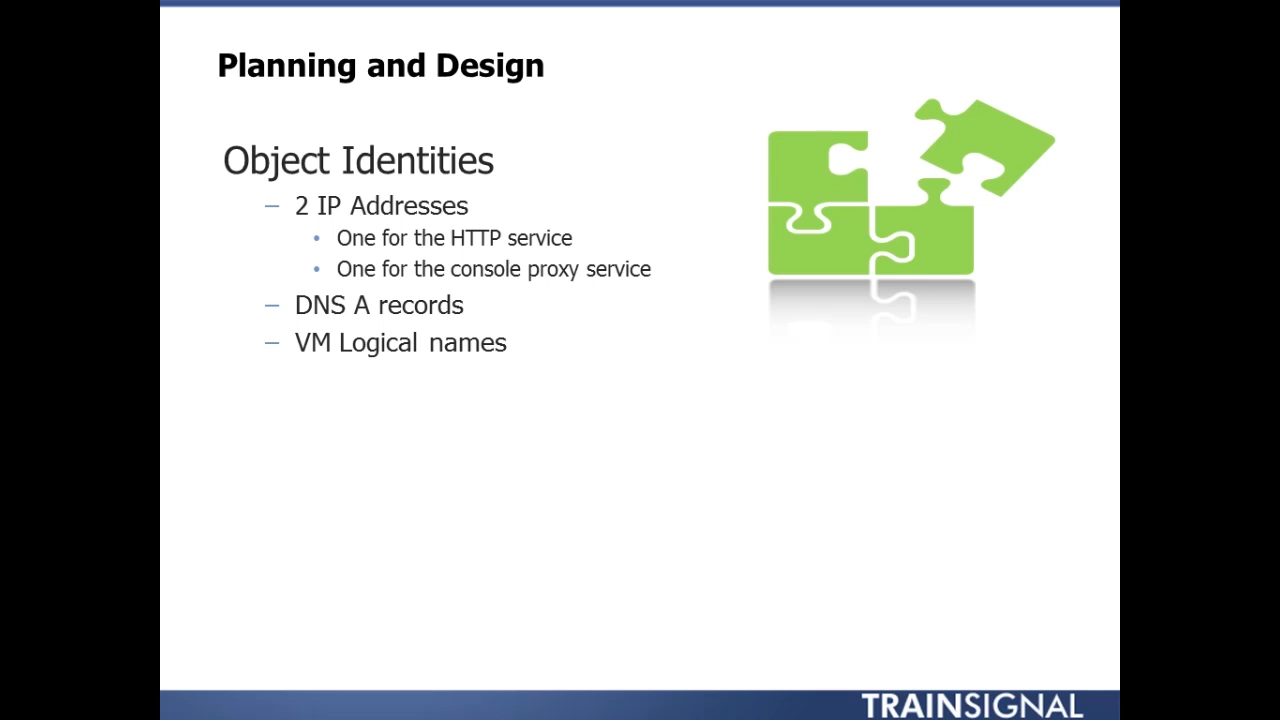 Planning and Design
Object Identities
– 2 IP Addresses
• One for the HTTP service
• One for the console proxy service
– DNS A records
– VM Logical names
TRAINSIGNAL